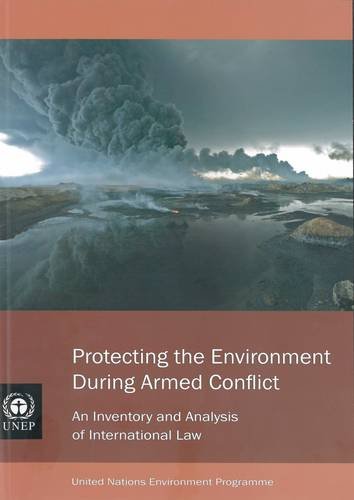 Protecting the Environment
During Armed Conflict
An Inventory and Analysis
of International Law
UNEP
United Nations Environment Programme